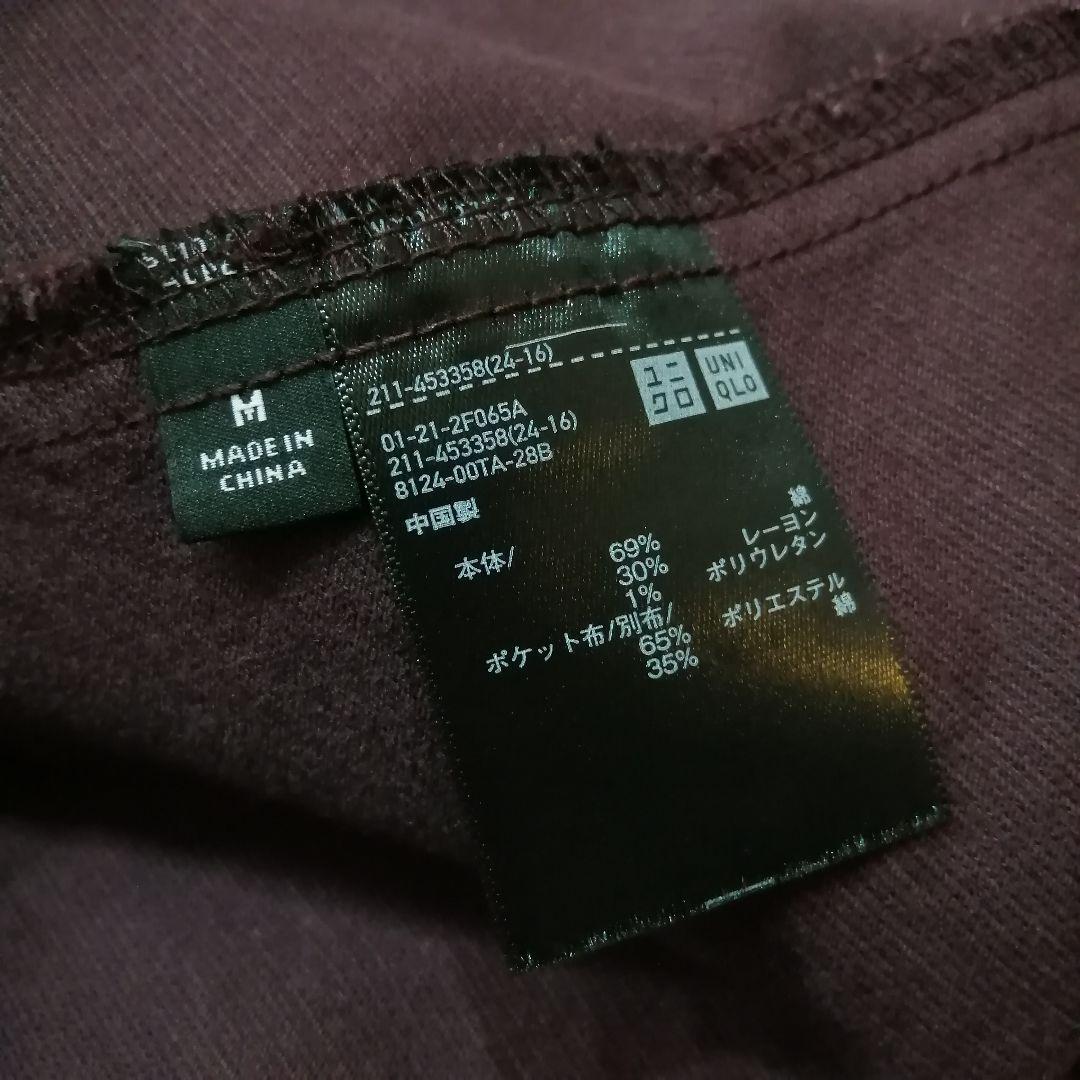 M
MADE IN
CHINA
211-453358(24-16)
ユニ
クロ
UNI
QLO
01-21-2F065A
211-453358(24-16)
8124-00TA-28B
中国製
本体/
69% 綿
30% レーヨン
1% ポリウレタン
ポケット布/別布/
65% ポリエステル
35% 綿